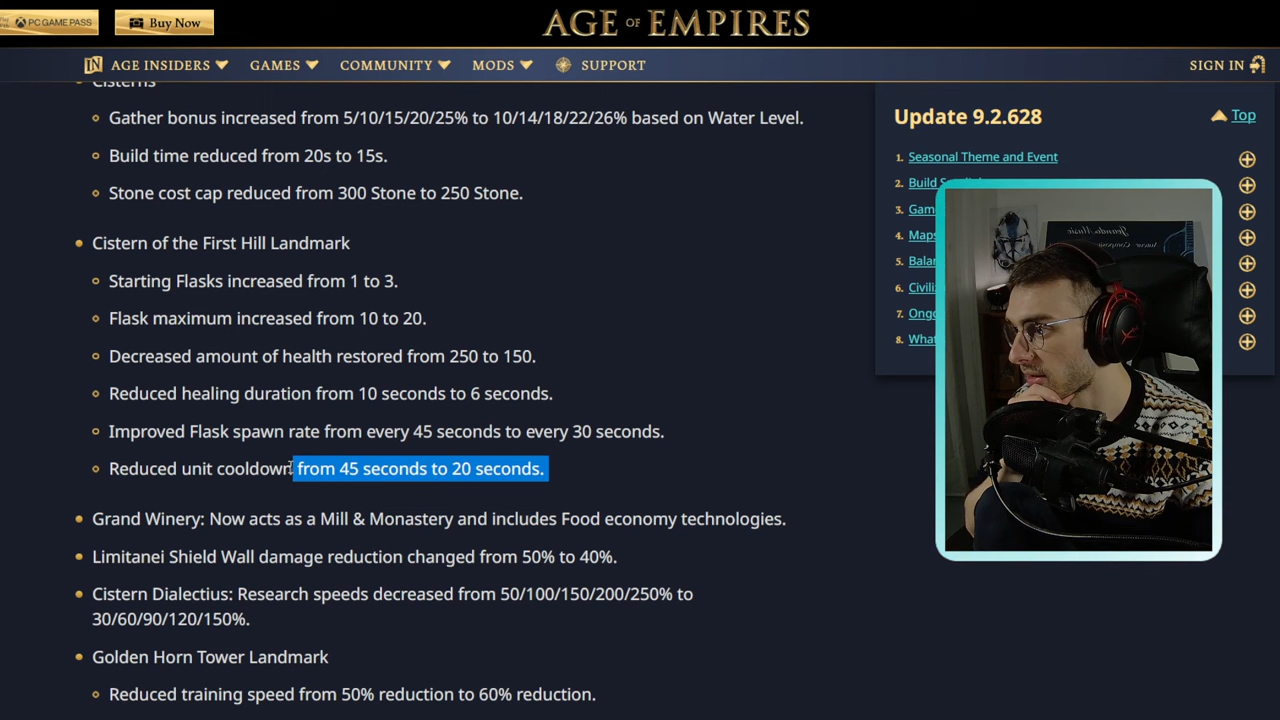 PC GAME PASS
Buy Now
AGE OF EMPIRES
AGE INSIDERS
GAMES
COMMUNITY
MODS
SUPPORT
SIGN IN
Cisterns
Gather bonus increased from 5/10/15/20/25% to 10/14/18/22/26% based on Water Level.
Build time reduced from 20s to 15s.
Stone cost cap reduced from 300 Stone to 250 Stone.
Cistern of the First Hill Landmark
Starting Flasks increased from 1 to 3.
Flask maximum increased from 10 to 20.
Decreased amount of health restored from 250 to 150.
Reduced healing duration from 10 seconds to 6 seconds.
Improved Flask spawn rate from every 45 seconds to every 30 seconds.
Reduced unit cooldown from 45 seconds to 20 seconds.
Grand Winery: Now acts as a Mill & Monastery and includes Food economy technologies.
Limitanei Shield Wall damage reduction changed from 50% to 40%.
Cistern Dialectius: Research speeds decreased from 50/100/150/200/250% to
30/60/90/120/150%.
Golden Horn Tower Landmark
Reduced training speed from 50% reduction to 60% reduction.
Update 9.2.628
Top
1. Seasonal Theme and Event
2. Build
3. Gam
4. Maps
5. Balan
6. Civiliz
7. Ongo
8. What